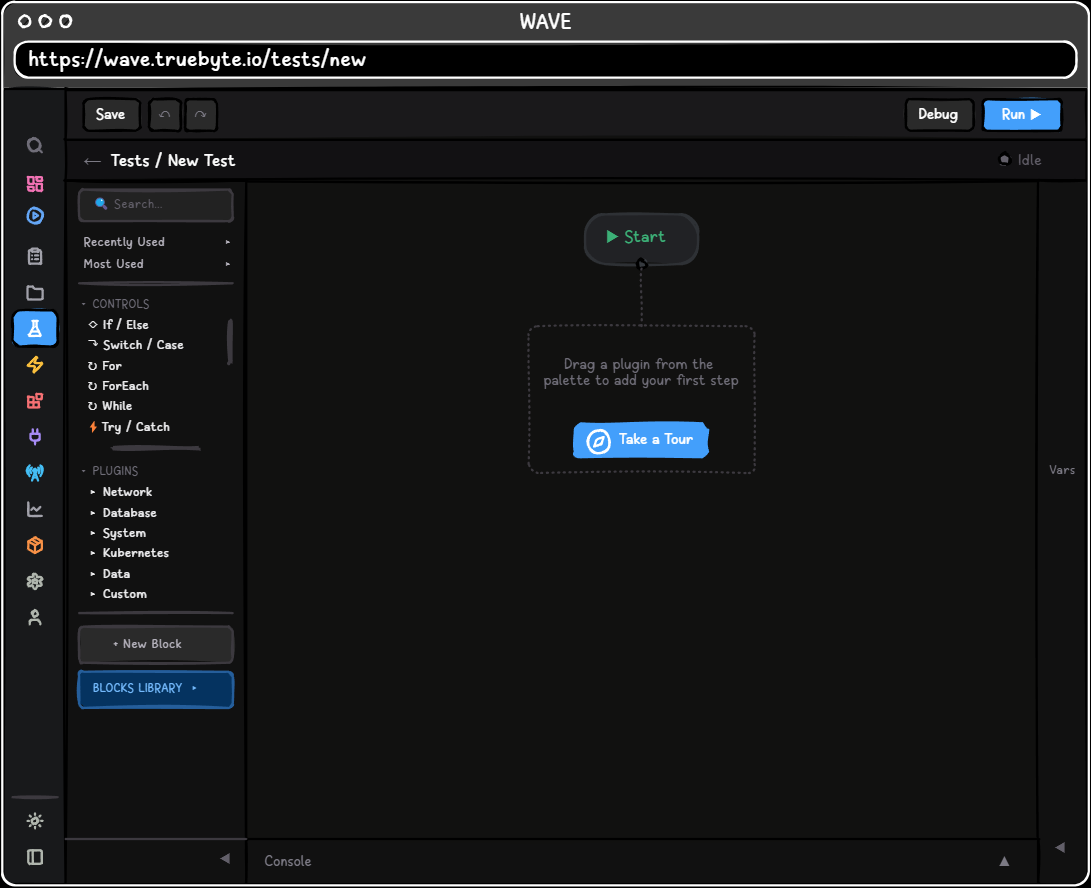 WAVE
https://wave.truebyte.io/tests/new
Save
Debug
Run
Tests / New Test
Idle
Search...
Recently Used
Most Used
- CONTROLS
If / Else
Switch / Case
For
ForEach
While
Try / Catch
- PLUGINS
Network
Database
System
Kubernetes
Data
Custom
+ New Block
BLOCKS LIBRARY
Start
Drag a plugin from the
palette to add your first step
Take a Tour
Vars
Console